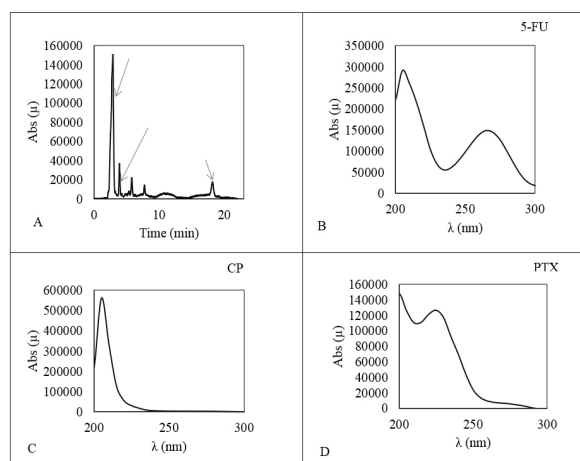 160000
140000
120000
100000
80000
60000
40000
20000
0
Abs (µ)
0 10 20
Time (min)
A
5-FU
350000
300000
250000
200000
150000
100000
50000
0
Abs (µ)
200 250 300
λ (nm)
B
CP
600000
500000
400000
300000
200000
100000
0
Abs (µ)
200 250 300
λ (nm)
C
PTX
160000
140000
120000
100000
80000
60000
40000
20000
0
Abs (µ)
200 250 300
λ (nm)
D